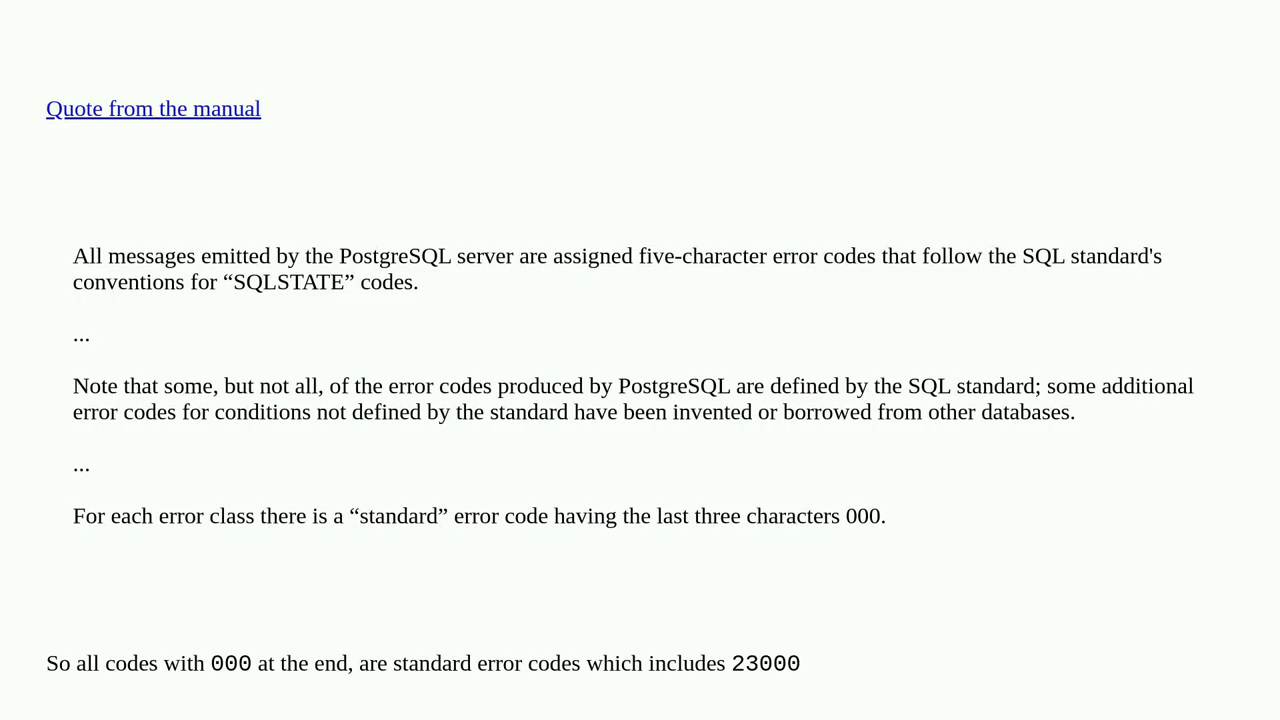 Quote from the manual
All messages emitted by the PostgreSQL server are assigned five-character error codes that follow the SQL standard's
conventions for “SQLSTATE” codes.
...
Note that some, but not all, of the error codes produced by PostgreSQL are defined by the SQL standard; some additional
error codes for conditions not defined by the standard have been invented or borrowed from other databases.
...
For each error class there is a “standard” error code having the last three characters 000.
So all codes with 000 at the end, are standard error codes which includes 23000